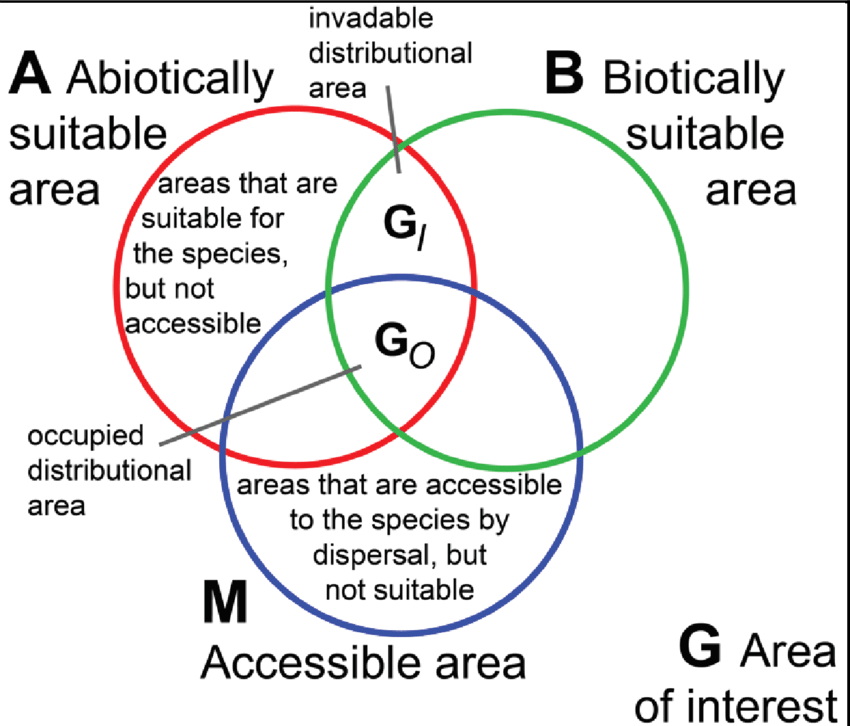 invadable
distributional
area
A Abiotically
suitable
area
B Biotically
suitable
area
areas that are
suitable for
the species,
but not
accessible
GI
GO
occupied
distributional
area
areas that are accessible
to the species by
dispersal, but
not suitable
M
Accessible area
G Area
of interest